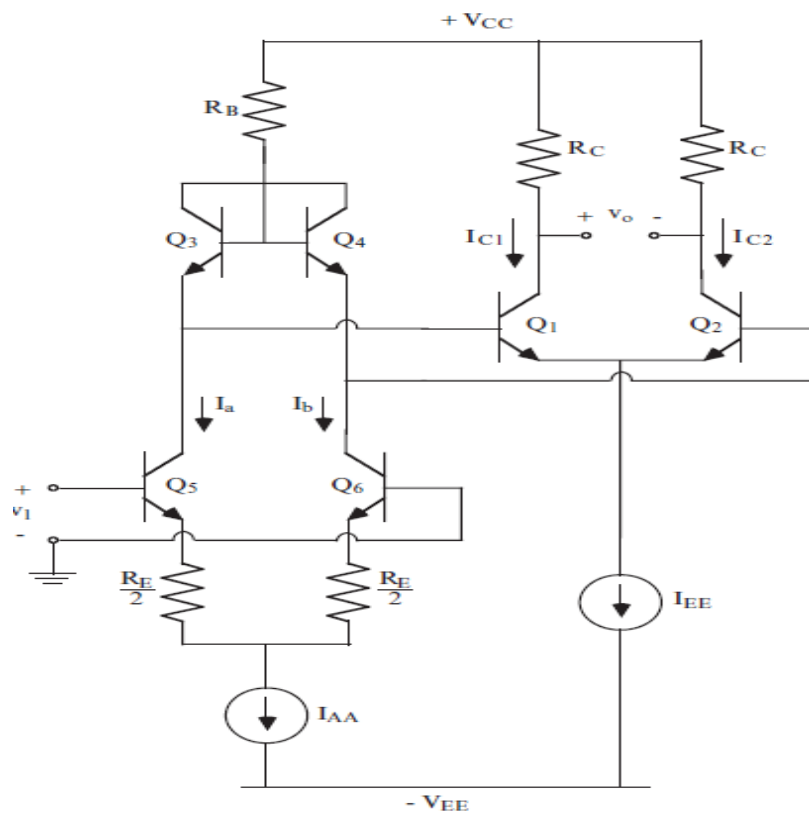 + VCC
RB
RC
RC
Q3
Q4
IC1
+ vo -
IC2
Q1
Q2
Ia
Ib
+
v1
-
Q5
Q6
RE
2
RE
2
IEE
IAA
- VEE